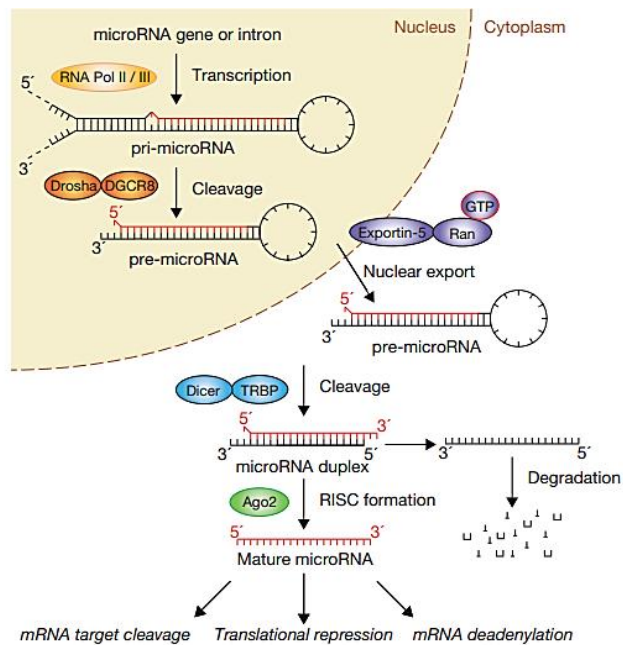 microRNA gene or intron
Nucleus
Cytoplasm
RNA Pol II / III
Transcription
5′
3′
pri-microRNA
Drosha
DGCR8
Cleavage
5′
3′
pre-microRNA
GTP
Exportin-5
Ran
Nuclear export
5′
3′
pre-microRNA
Dicer
TRBP
Cleavage
5′
3′
3′
5′
microRNA duplex
3′
5′
Degradation
Ago2
RISC formation
5′
3′
Mature microRNA
mRNA target cleavage
Translational repression
mRNA deadenylation